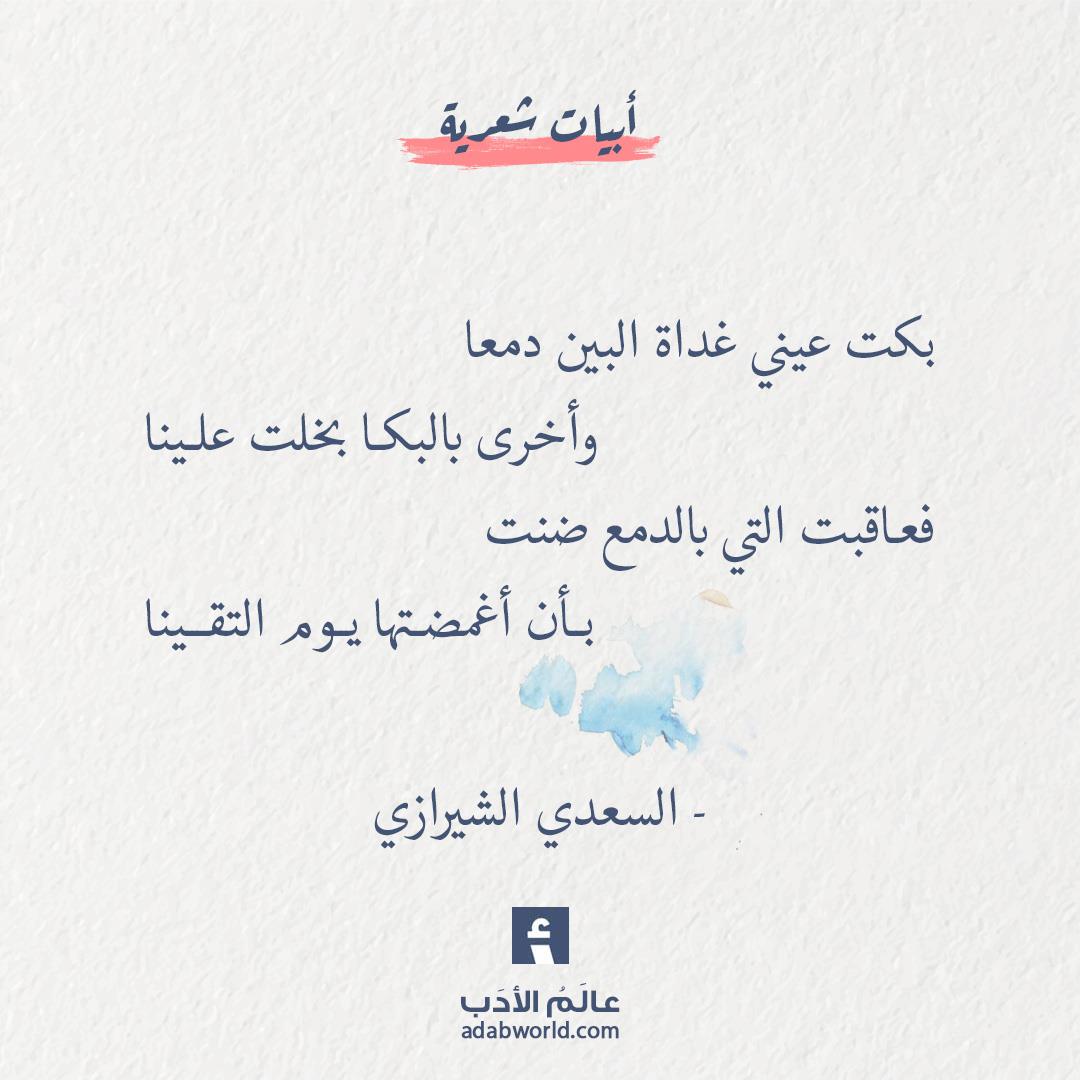 أبيات شعرية
بكت عيني غداة البين دمعا
وأخرى بالبكا بخلت علينا
فعاقبت التي بالدمع ضنت
بأن أغمضتها يوم التقينا
- السعدي الشيرازي
أ
عالَمُ الأدَب
adabworld.com